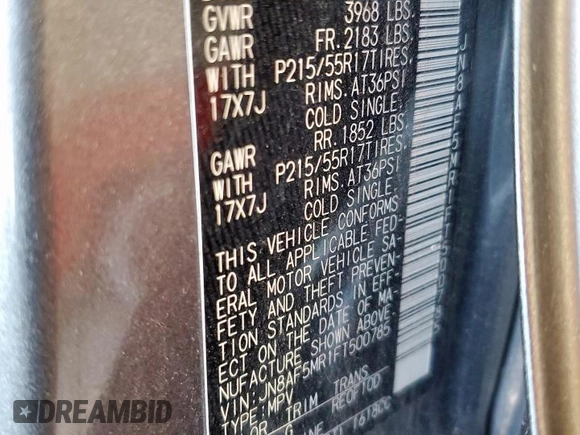 GVWR 3968 LBS.
GAWR FR. 2183 LBS.
WITH P215/55R17TIRES.
17X7J RIMS. AT36PSI
COLD SINGLE.
GAWR RR. 1852 LBS.
WITH P215/55R17TIRES.
17X7J RIMS. AT36PSI
COLD SINGLE.
THIS VEHICLE CONFORMS
TO ALL APPLICABLE FED-
ERAL MOTOR VEHICLE SA-
FETY AND THEFT PREVEN-
TION STANDARDS IN EFF-
ECT ON THE DATE OF MA-
NUFACTURE SHOWN ABOVE.
VIN: JN8AF5MR1FT500785
TYPE: MPV
OR TRIM TRANS
G RE0F10D
1618CC
DREAMBID